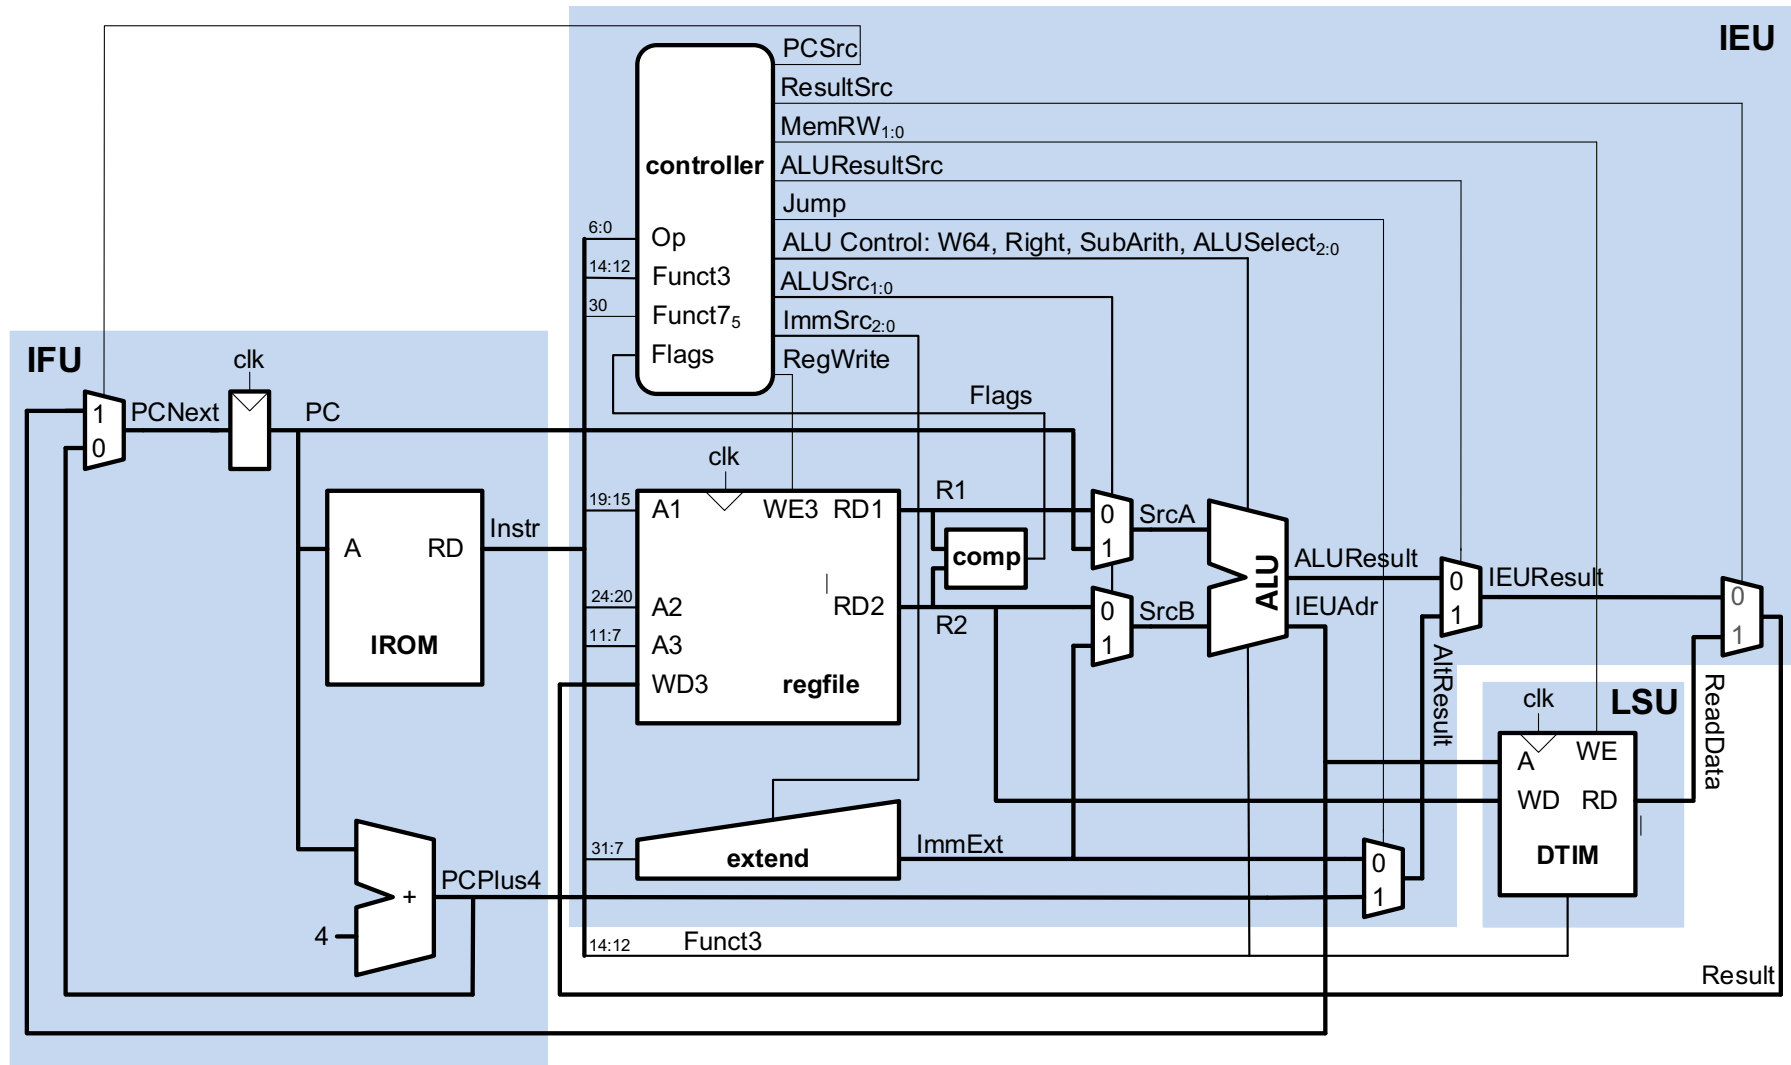 IEU
PCSrc
ResultSrc
MemRW1:0
controller
ALUResultSrc
Jump
6:0
Op
ALU Control: W64, Right, SubArith, ALUSelect2:0
14:12
Funct3
ALUSrc1:0
30
Funct75
ImmSrc2:0
Flags
RegWrite
IFU
clk
Flags
1
PCNext
PC
0
clk
R1
19:15
A1
WE3
RD1
0
SrcA
Instr
A
RD
comp
1
ALU
ALUResult
0
IEUResult
24:20
A2
RD2
0
SrcB
IEUAdr
1
0
R2
11:7
A3
1
1
IROM
WD3
regfile
AltResult
ReadData
clk
LSU
A
WE
WD
RD
31:7
extend
ImmExt
0
DTIM
PCPlus4
+
1
4
14:12
Funct3
Result